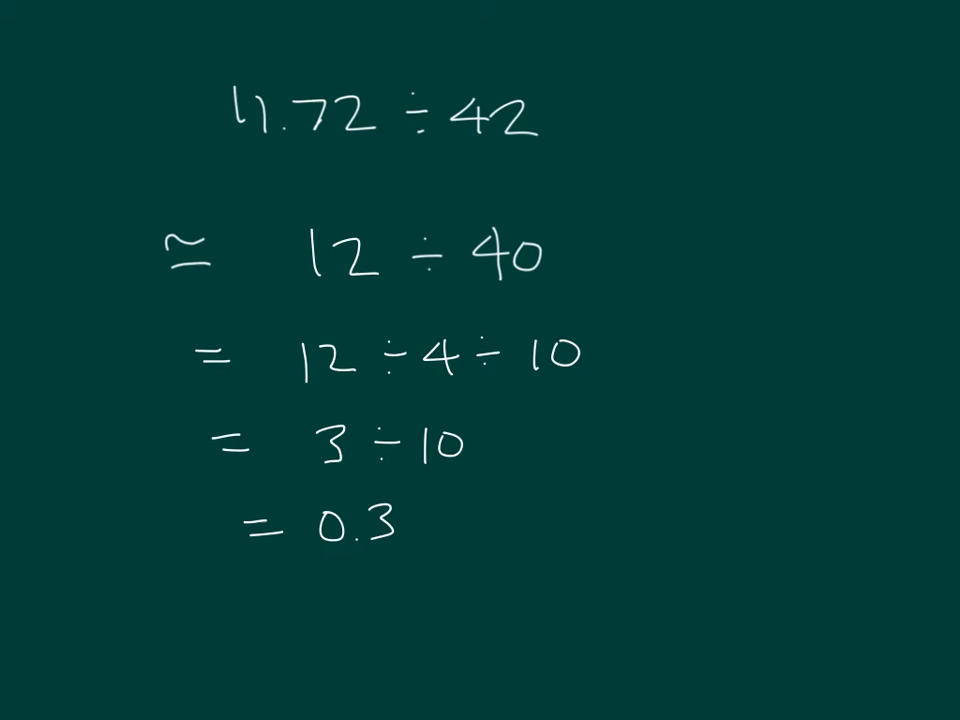 11.72 ÷ 42
≅ 12 ÷ 40
= 12 ÷ 4 ÷ 10
= 3 ÷ 10
= 0.3